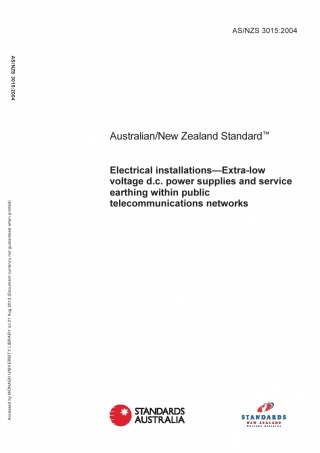 AS/NZS 3015:2004
AS/NZS 3015:2004
Australian/New Zealand Standard™
Electrical installations—Extra-low
voltage d.c. power supplies and service
earthing within public
telecommunications networks
Accessed by MONASH UNIVERSITY LIBRARY on 21 Aug 2013 (Document currency not guaranteed when printed)
STANDARDS
AUSTRALIA
STANDARDS
NEW ZEALAND